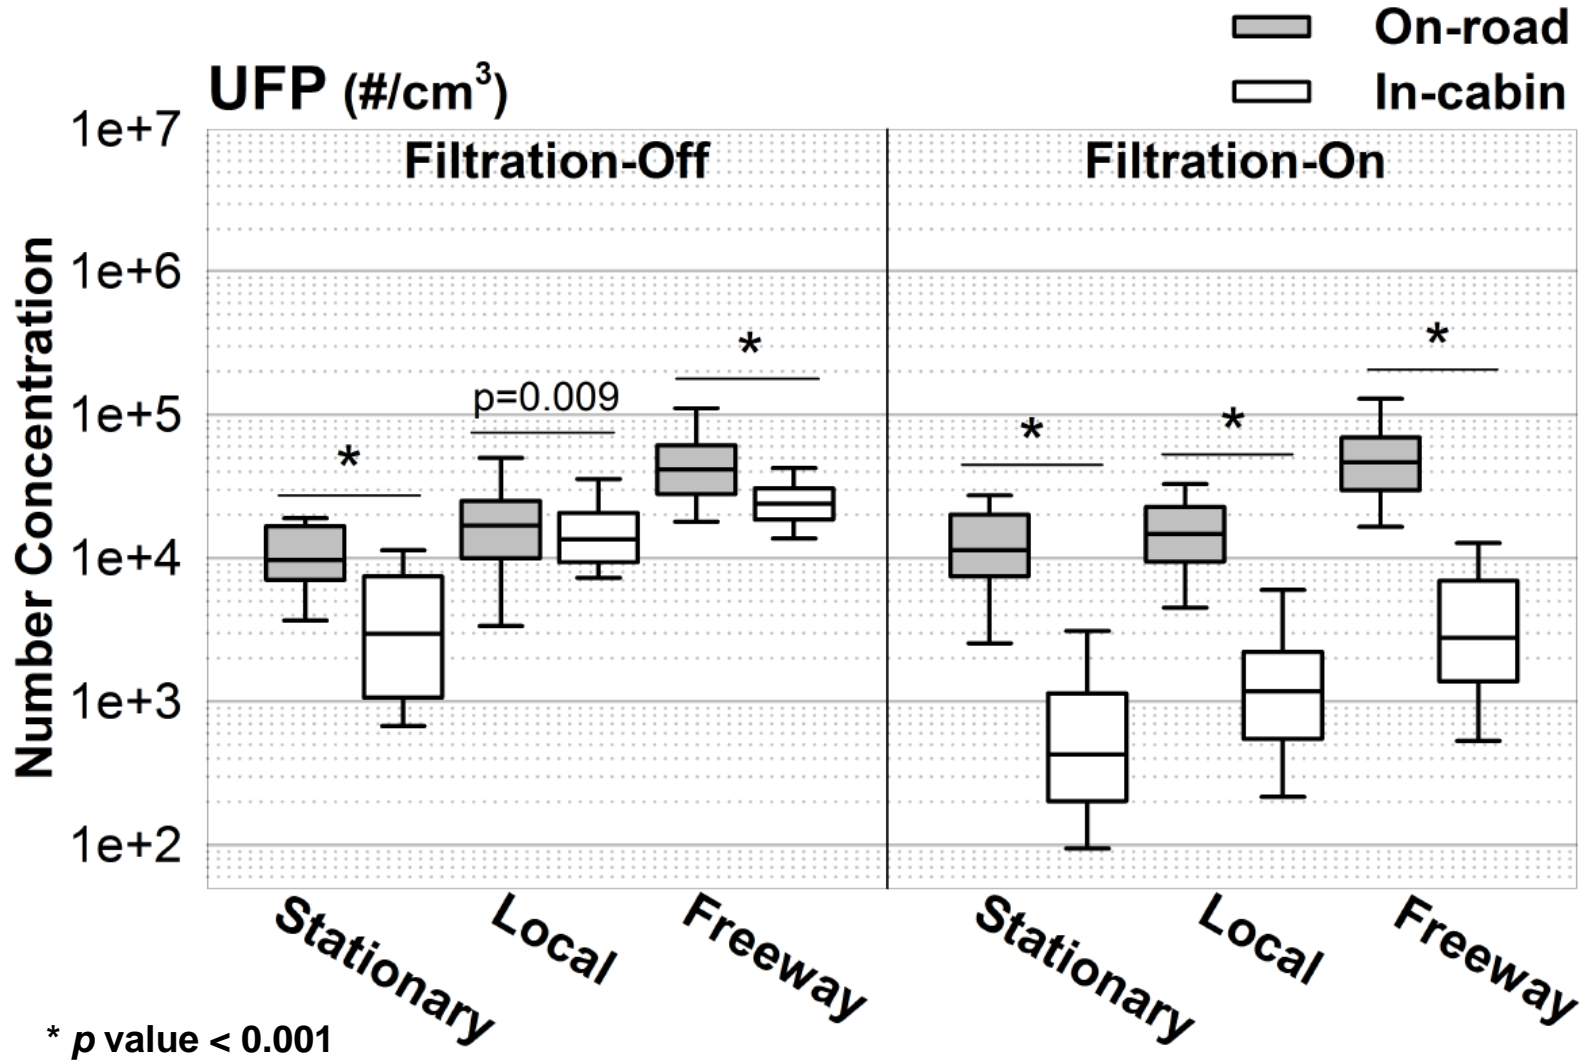 On-road
In-cabin
UFP (#/cm³)
Filtration-Off
Filtration-On
Number Concentration
1e+7
1e+6
1e+5
1e+4
1e+3
1e+2
*
p=0.009
*
*
*
*
Stationary
Local
Freeway
Stationary
Local
Freeway
* p value < 0.001